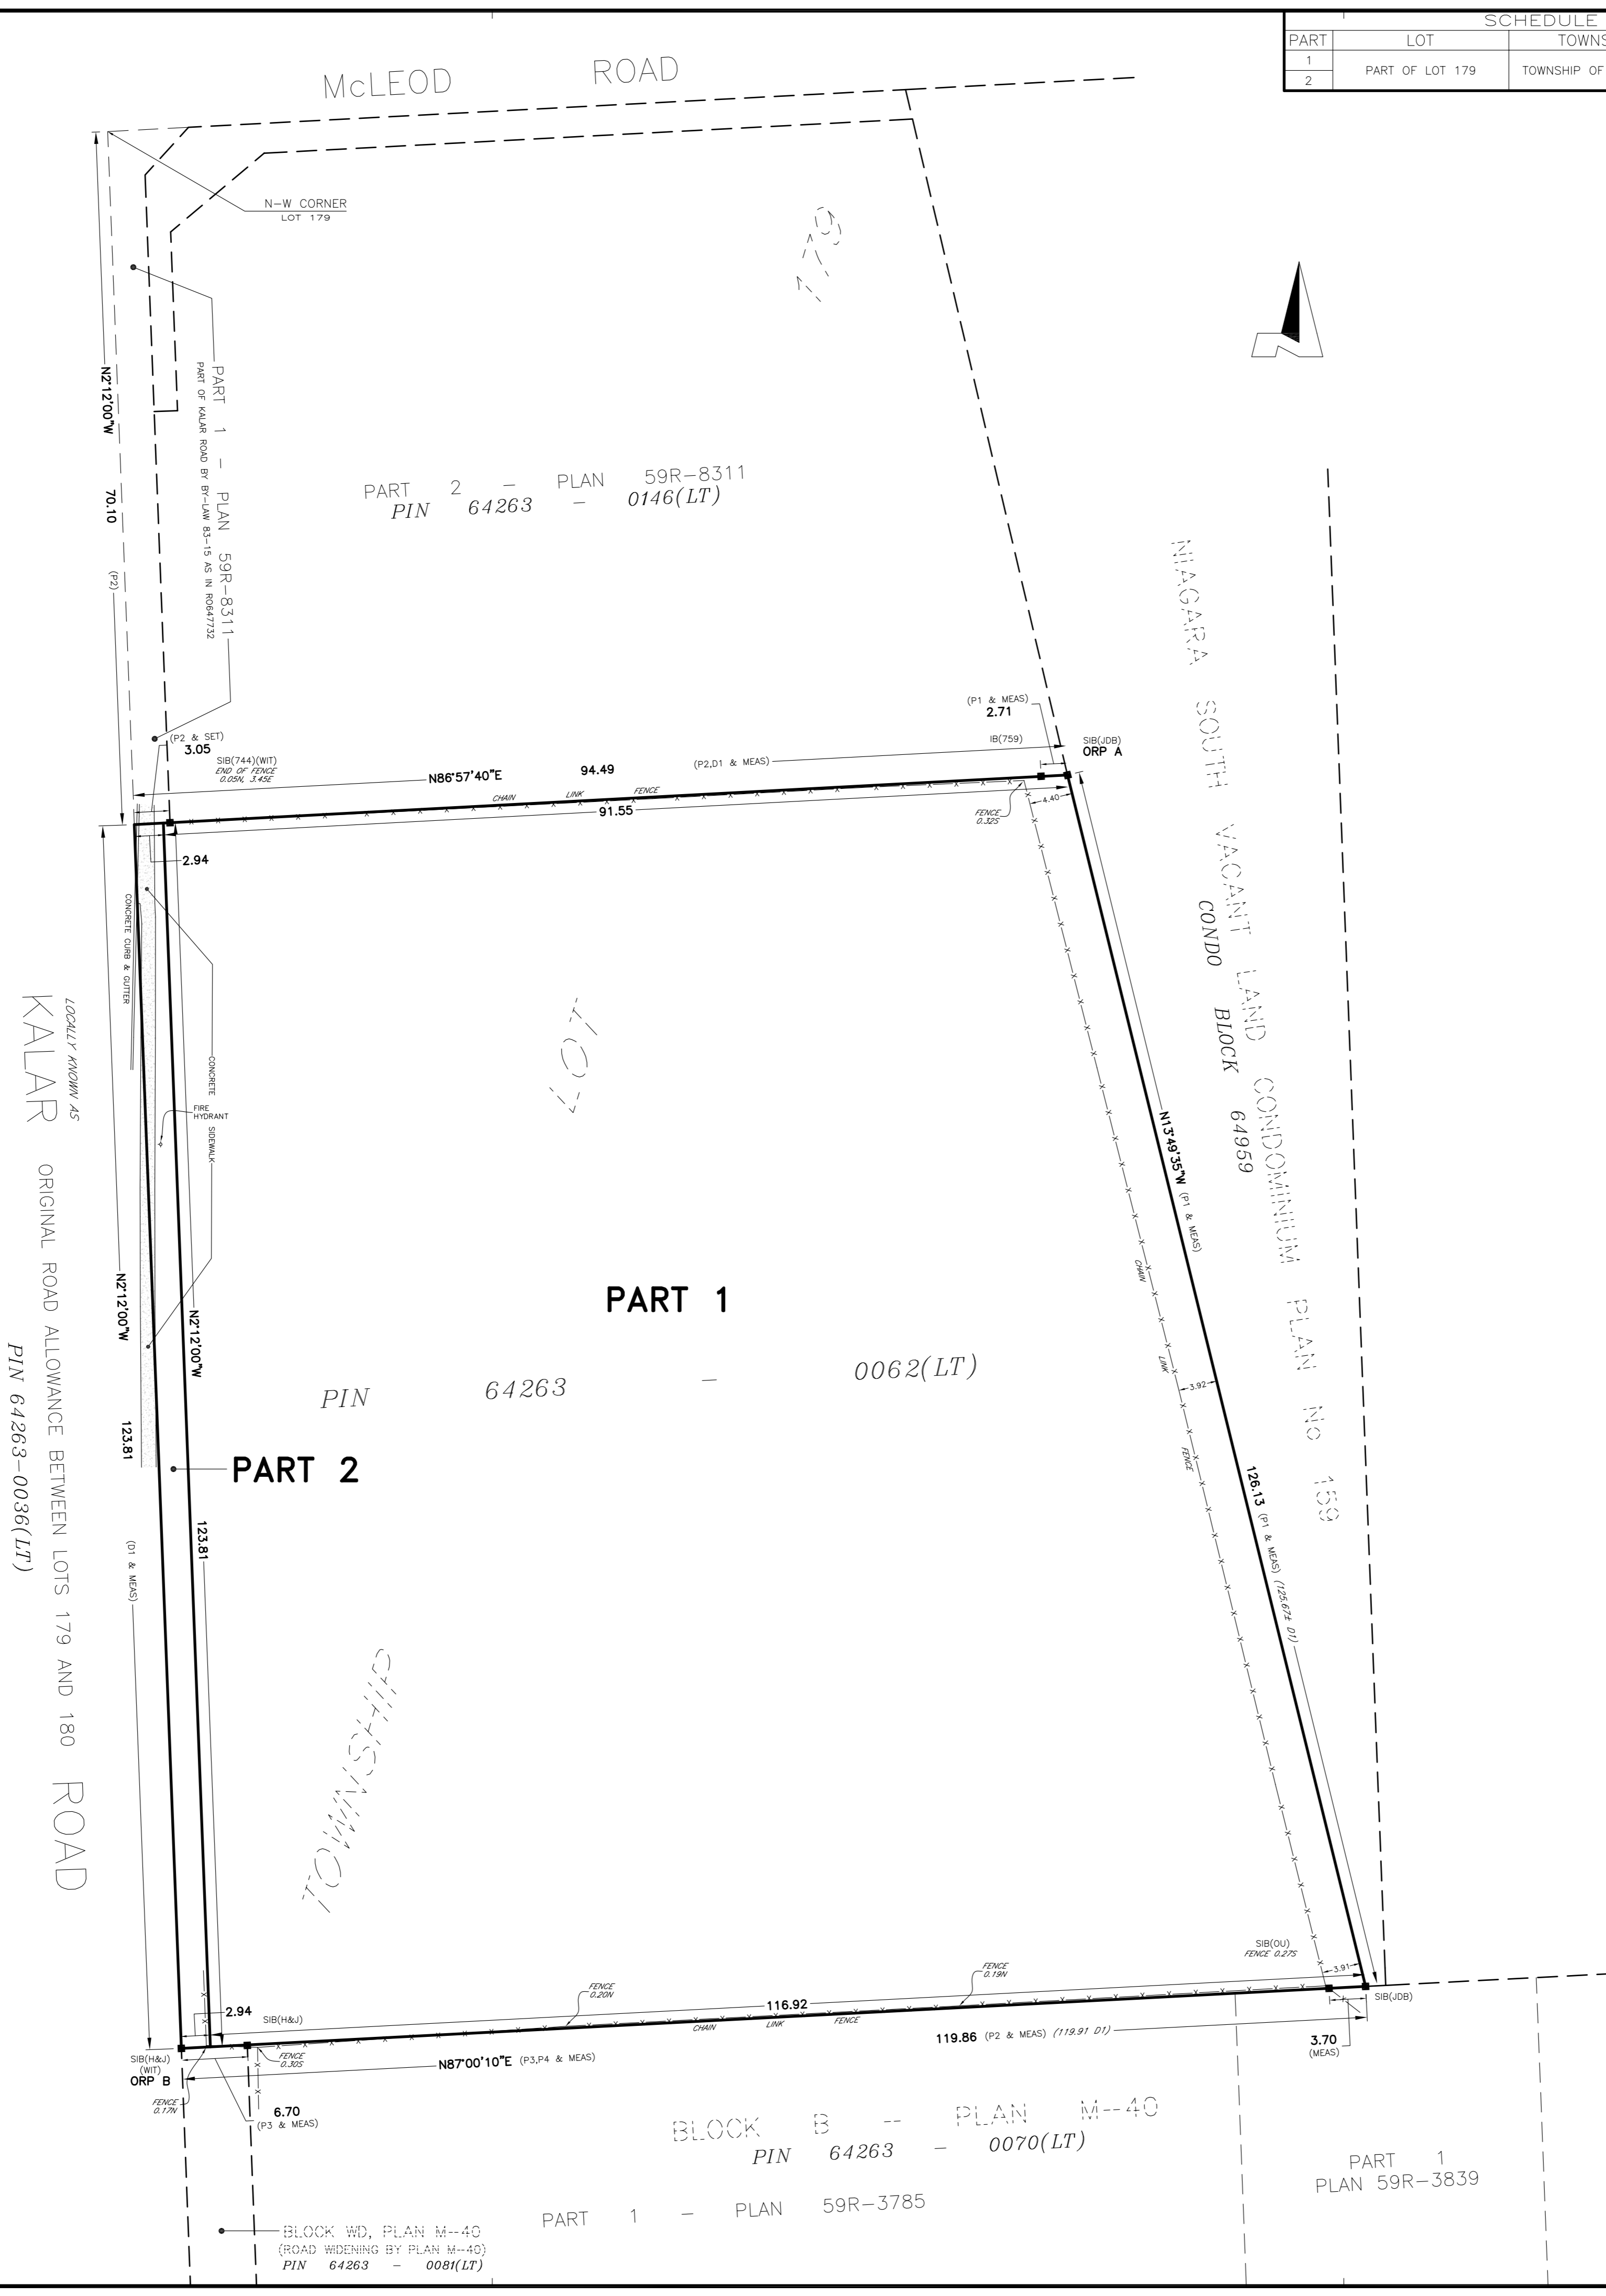 SCHEDULE
PART LOT TOWNS
1
2
PART OF LOT 179
TOWNSHIP OF
McLEOD ROAD
N-W CORNER
LOT 179
179
N2°12'00"W 70.10 (P2)
PART 1 - PLAN 59R-8311
PART OF KALAR ROAD BY BY-LAW 83-15 AS IN RO647732
PART 2 - PLAN 59R-8311
PIN 64263 - 0146(LT)
NIAGARA SOUTH VACANT LAND CONDOMINIUM PLAN No 159
CONDO BLOCK 64959
(P1 & MEAS)
2.71
IB(759)
SIB(JDB)
ORP A
(P2 & SET)
3.05
SIB(744)(WIT)
END OF FENCE
0.05N, 3.45E
N86°57'40"E 94.49 (P2,D1 & MEAS)
CHAIN LINK FENCE
91.55
FENCE
0.32S
4.40
2.94
CONCRETE CURB & GUTTER
CONCRETE SIDEWALK
FIRE
HYDRANT
LOT
LOCALLY KNOWN AS
KALAR ROAD
ORIGINAL ROAD ALLOWANCE BETWEEN LOTS 179 AND 180
PIN 64263-0036(LT)
N2°12'00"W 123.81 (D1 & MEAS)
N2°12'00"W 123.81
N13°49'35"W (P1 & MEAS)
126.13 (P1 & MEAS) (125.67± D1)
CHAIN LINK FENCE
3.92
PART 1
PIN 64263 - 0062(LT)
PART 2
TOWNSHIP
SIB(OU)
FENCE 0.27S
3.91
FENCE
0.19N
FENCE
0.20N
SIB(JDB)
2.94
SIB(H&J)
116.92
CHAIN LINK FENCE
119.86 (P2 & MEAS) (119.91 D1)
3.70
(MEAS)
SIB(H&J)
(WIT)
ORP B
FENCE
0.30S
N87°00'10"E (P3,P4 & MEAS)
FENCE
0.17N
6.70
(P3 & MEAS)
BLOCK B -- PLAN M--40
PIN 64263 - 0070(LT)
PART 1
PLAN 59R-3839
PART 1 - PLAN 59R-3785
BLOCK WD, PLAN M--40
(ROAD WIDENING BY PLAN M--40)
PIN 64263 - 0081(LT)